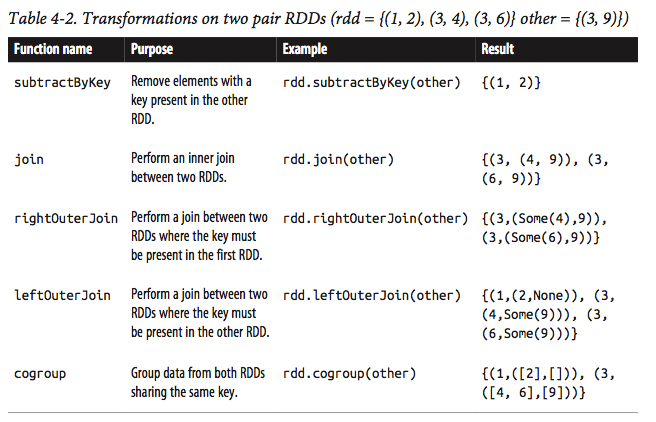 Table 4-2. Transformations on two pair RDDs (rdd = {(1, 2), (3, 4), (3, 6)} other = {(3, 9)})
Function name Purpose Example Result
subtractByKey Remove elements with a rdd.subtractByKey(other) {(1, 2)}
key present in the other
RDD.
join Perform an inner join rdd.join(other) {(3, (4, 9)), (3,
between two RDDs. (6, 9))}
rightOuterJoin Perform a join between two rdd.rightOuterJoin(other) {(3,(Some(4),9)),
RDDs where the key must (3,(Some(6),9))}
be present in the first RDD.
leftOuterJoin Perform a join between two rdd.leftOuterJoin(other) {(1,(2,None)), (3,
RDDs where the key must (4,Some(9))), (3,
be present in the other RDD. (6,Some(9)))}
cogroup Group data from both RDDs rdd.cogroup(other) {(1,([2],[])), (3,
sharing the same key. ([4, 6],[9]))}